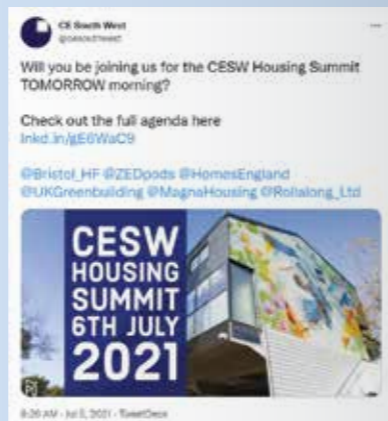 CE South West
@cesouthwest
Will you be joining us for the CESW Housing Summit
TOMORROW morning?
Check out the full agenda here
lnkd.in/gE6WaC9
@Bristol_HF @ZEDpods @HomesEngland
@UKGreenbuilding @MagnaHousing @Rollalong_Ltd
CESW
HOUSING
SUMMIT
6TH JULY
2021
8:26 AM · Jul 5, 2021 · TweetDeck